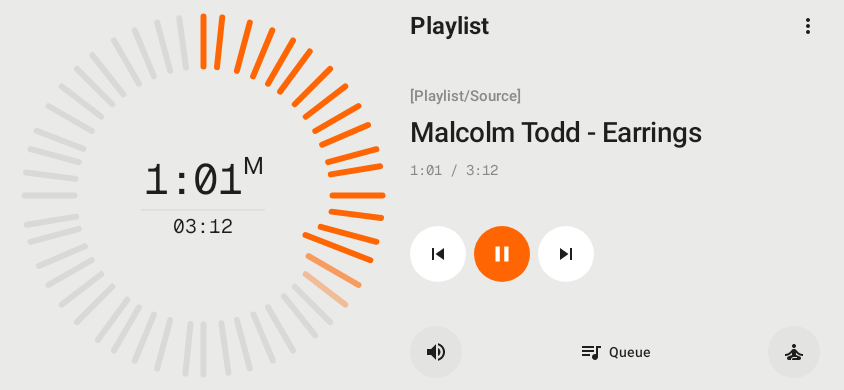 1:01M
03:12
Playlist
[Playlist/Source]
Malcolm Todd - Earrings
1:01 / 3:12
Queue